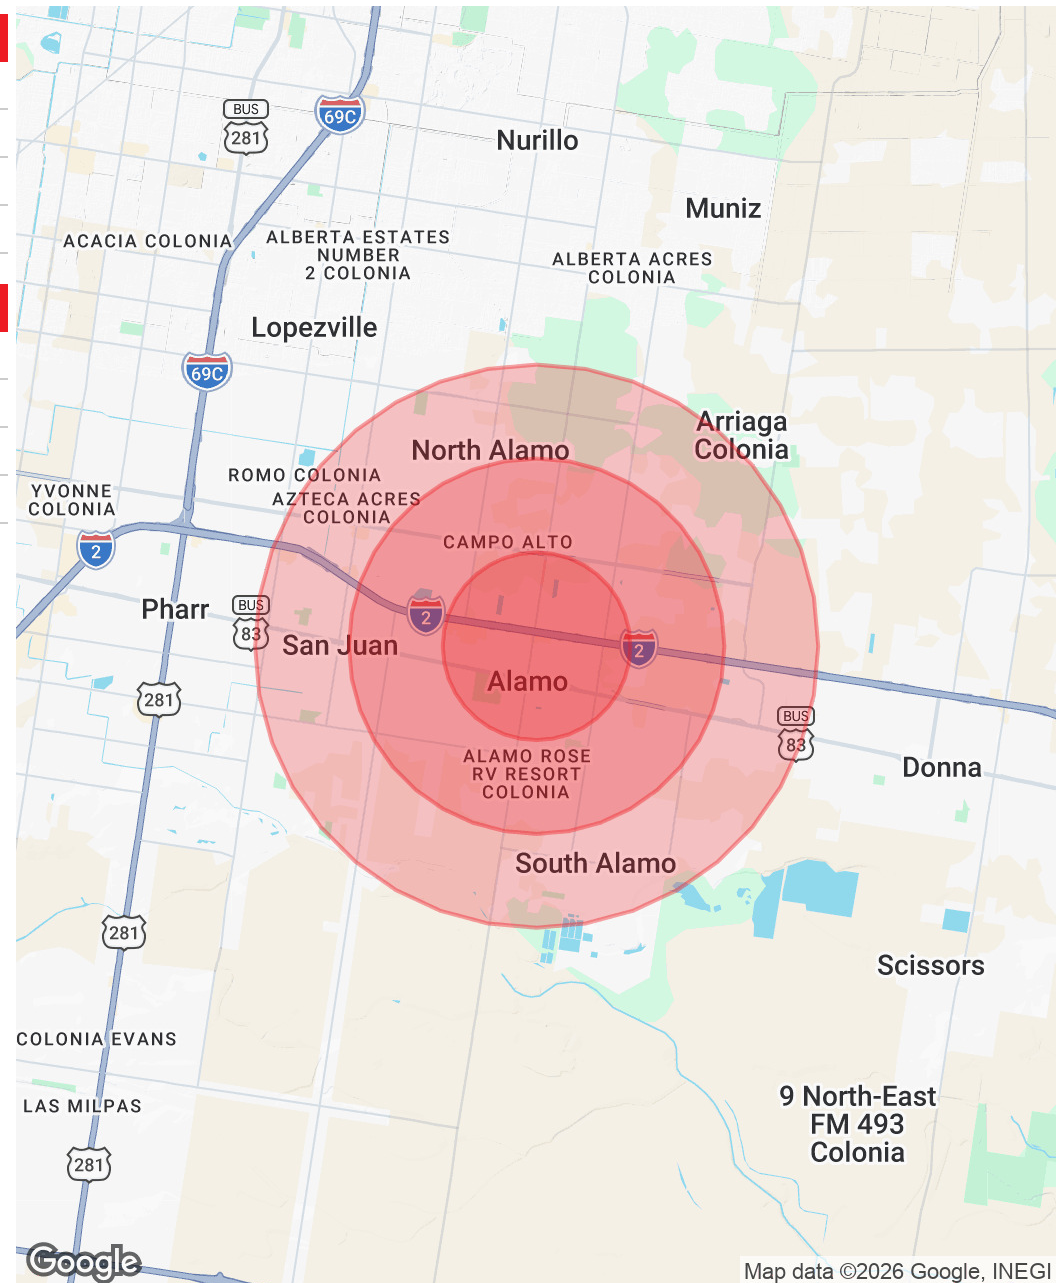 BUS
281
69C
Nurillo
Muniz
ACACIA COLONIA
ALBERTA ESTATES
NUMBER
2 COLONIA
ALBERTA ACRES
COLONIA
Lopezville
69C
Arriaga
Colonia
North Alamo
ROMO COLONIA
AZTECA ACRES
COLONIA
YVONNE
COLONIA
CAMPO ALTO
2
Pharr
BUS
83
2
San Juan
2
Alamo
281
BUS
83
ALAMO ROSE
RV RESORT
COLONIA
Donna
South Alamo
281
Scissors
COLONIA EVANS
9 North-East
FM 493
Colonia
LAS MILPAS
281
Google
Map data ©2026 Google, INEGI